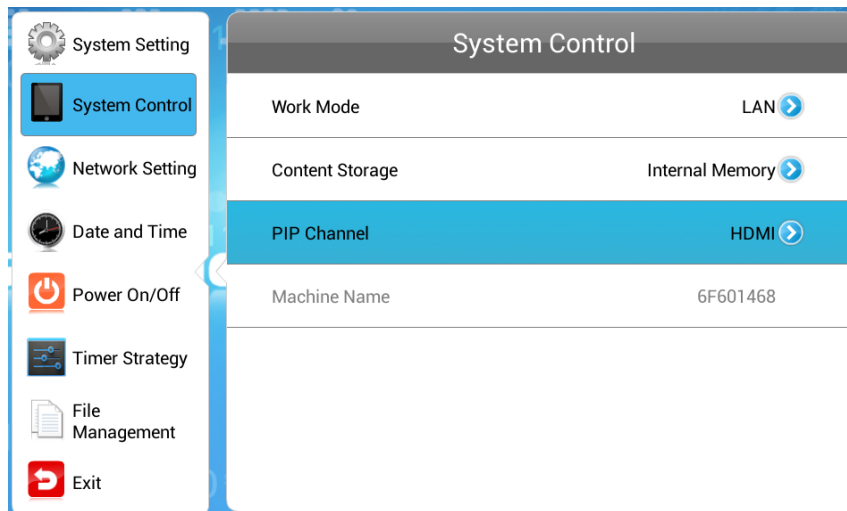 System Setting
System Control
Network Setting
Date and Time
Power On/Off
Timer Strategy
File
Management
Exit
System Control
Work Mode LAN
Content Storage Internal Memory
PIP Channel HDMI
Machine Name 6F601468